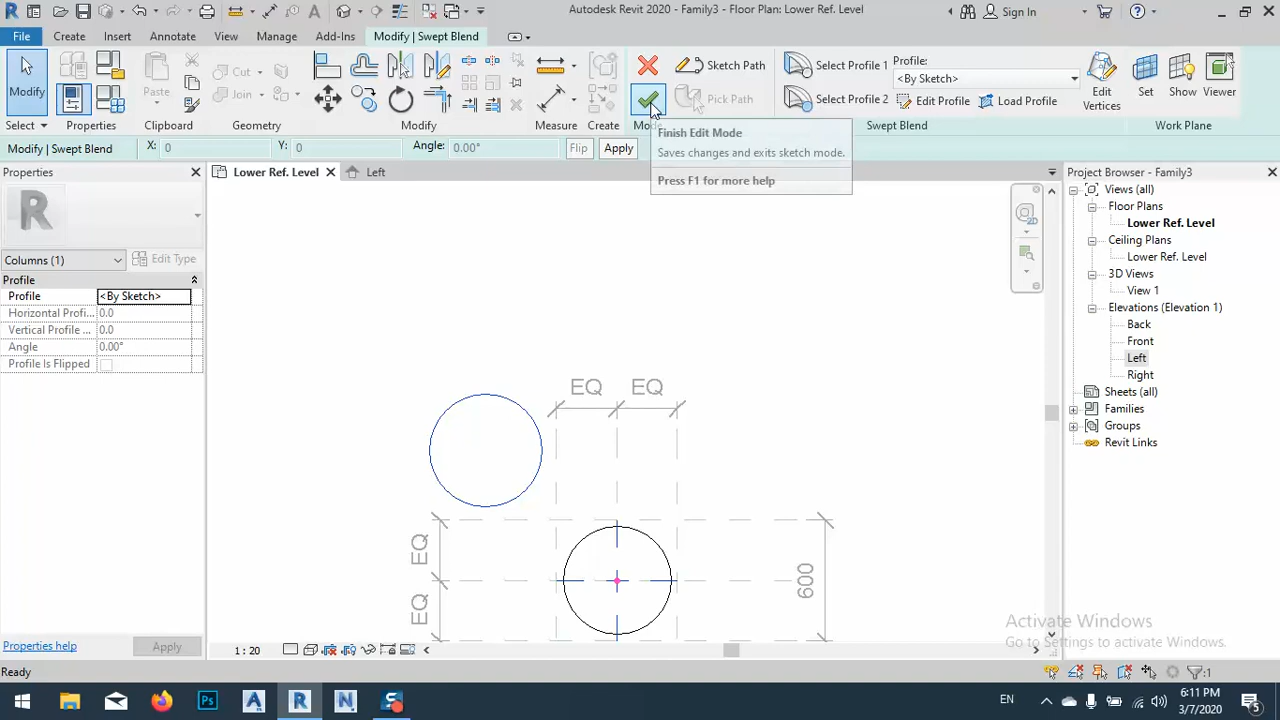 Autodesk Revit 2020 - Family3 - Floor Plan: Lower Ref. Level
Sign In
File Create Insert Annotate View Manage Add-Ins Modify | Swept Blend
Modify
Select
Properties
Paste
Clipboard
Cut
Join
Geometry
Modify
Measure
Create
Mode
Sketch Path
Pick Path
Select Profile 1
Select Profile 2
Profile:
<By Sketch>
Edit Profile
Load Profile
Swept Blend
Edit
Vertices
Set
Show
Viewer
Work Plane
Modify | Swept Blend X: 0 Y: 0 Angle: 0.00° Flip Apply
Finish Edit Mode
Saves changes and exits sketch mode.
Press F1 for more help
Properties
R
Columns (1)
Edit Type
Profile
Profile <By Sketch>
Horizontal Profi... 0.0
Vertical Profile ... 0.0
Angle 0.00°
Profile Is Flipped
Properties help
Apply
Lower Ref. Level
Left
2D
EQ EQ
EQ
EQ
600
1 : 20
Project Browser - Family3
Views (all)
Floor Plans
Lower Ref. Level
Ceiling Plans
Lower Ref. Level
3D Views
View 1
Elevations (Elevation 1)
Back
Front
Left
Right
Sheets (all)
Families
Groups
Revit Links
Activate Windows
Go to Settings to activate Windows.
Ready
:1
EN
6:11 PM
3/7/2020
5